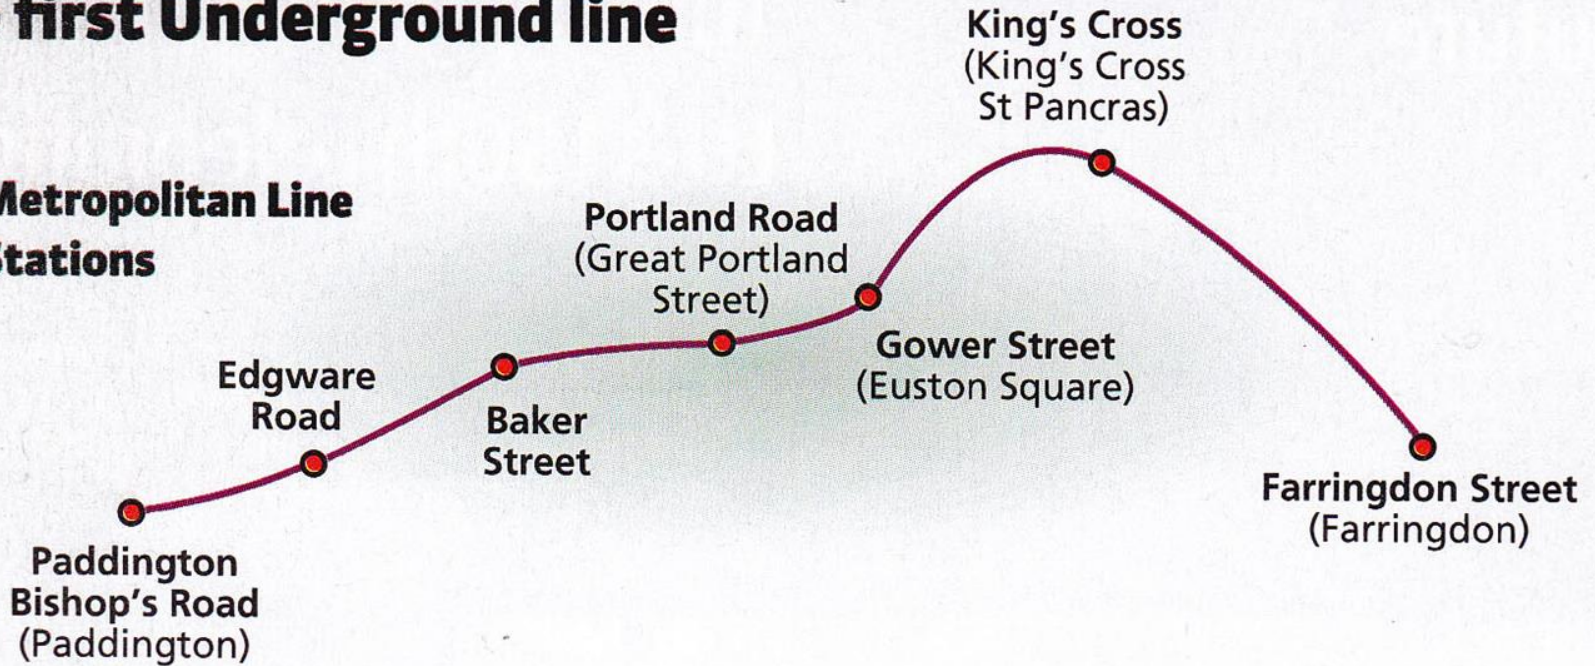 first Underground line
Metropolitan Line
Stations
Paddington
Bishop's Road
(Paddington)
Edgware
Road
Baker
Street
Portland Road
(Great Portland
Street)
Gower Street
(Euston Square)
King's Cross
(King's Cross
St Pancras)
Farringdon Street
(Farringdon)